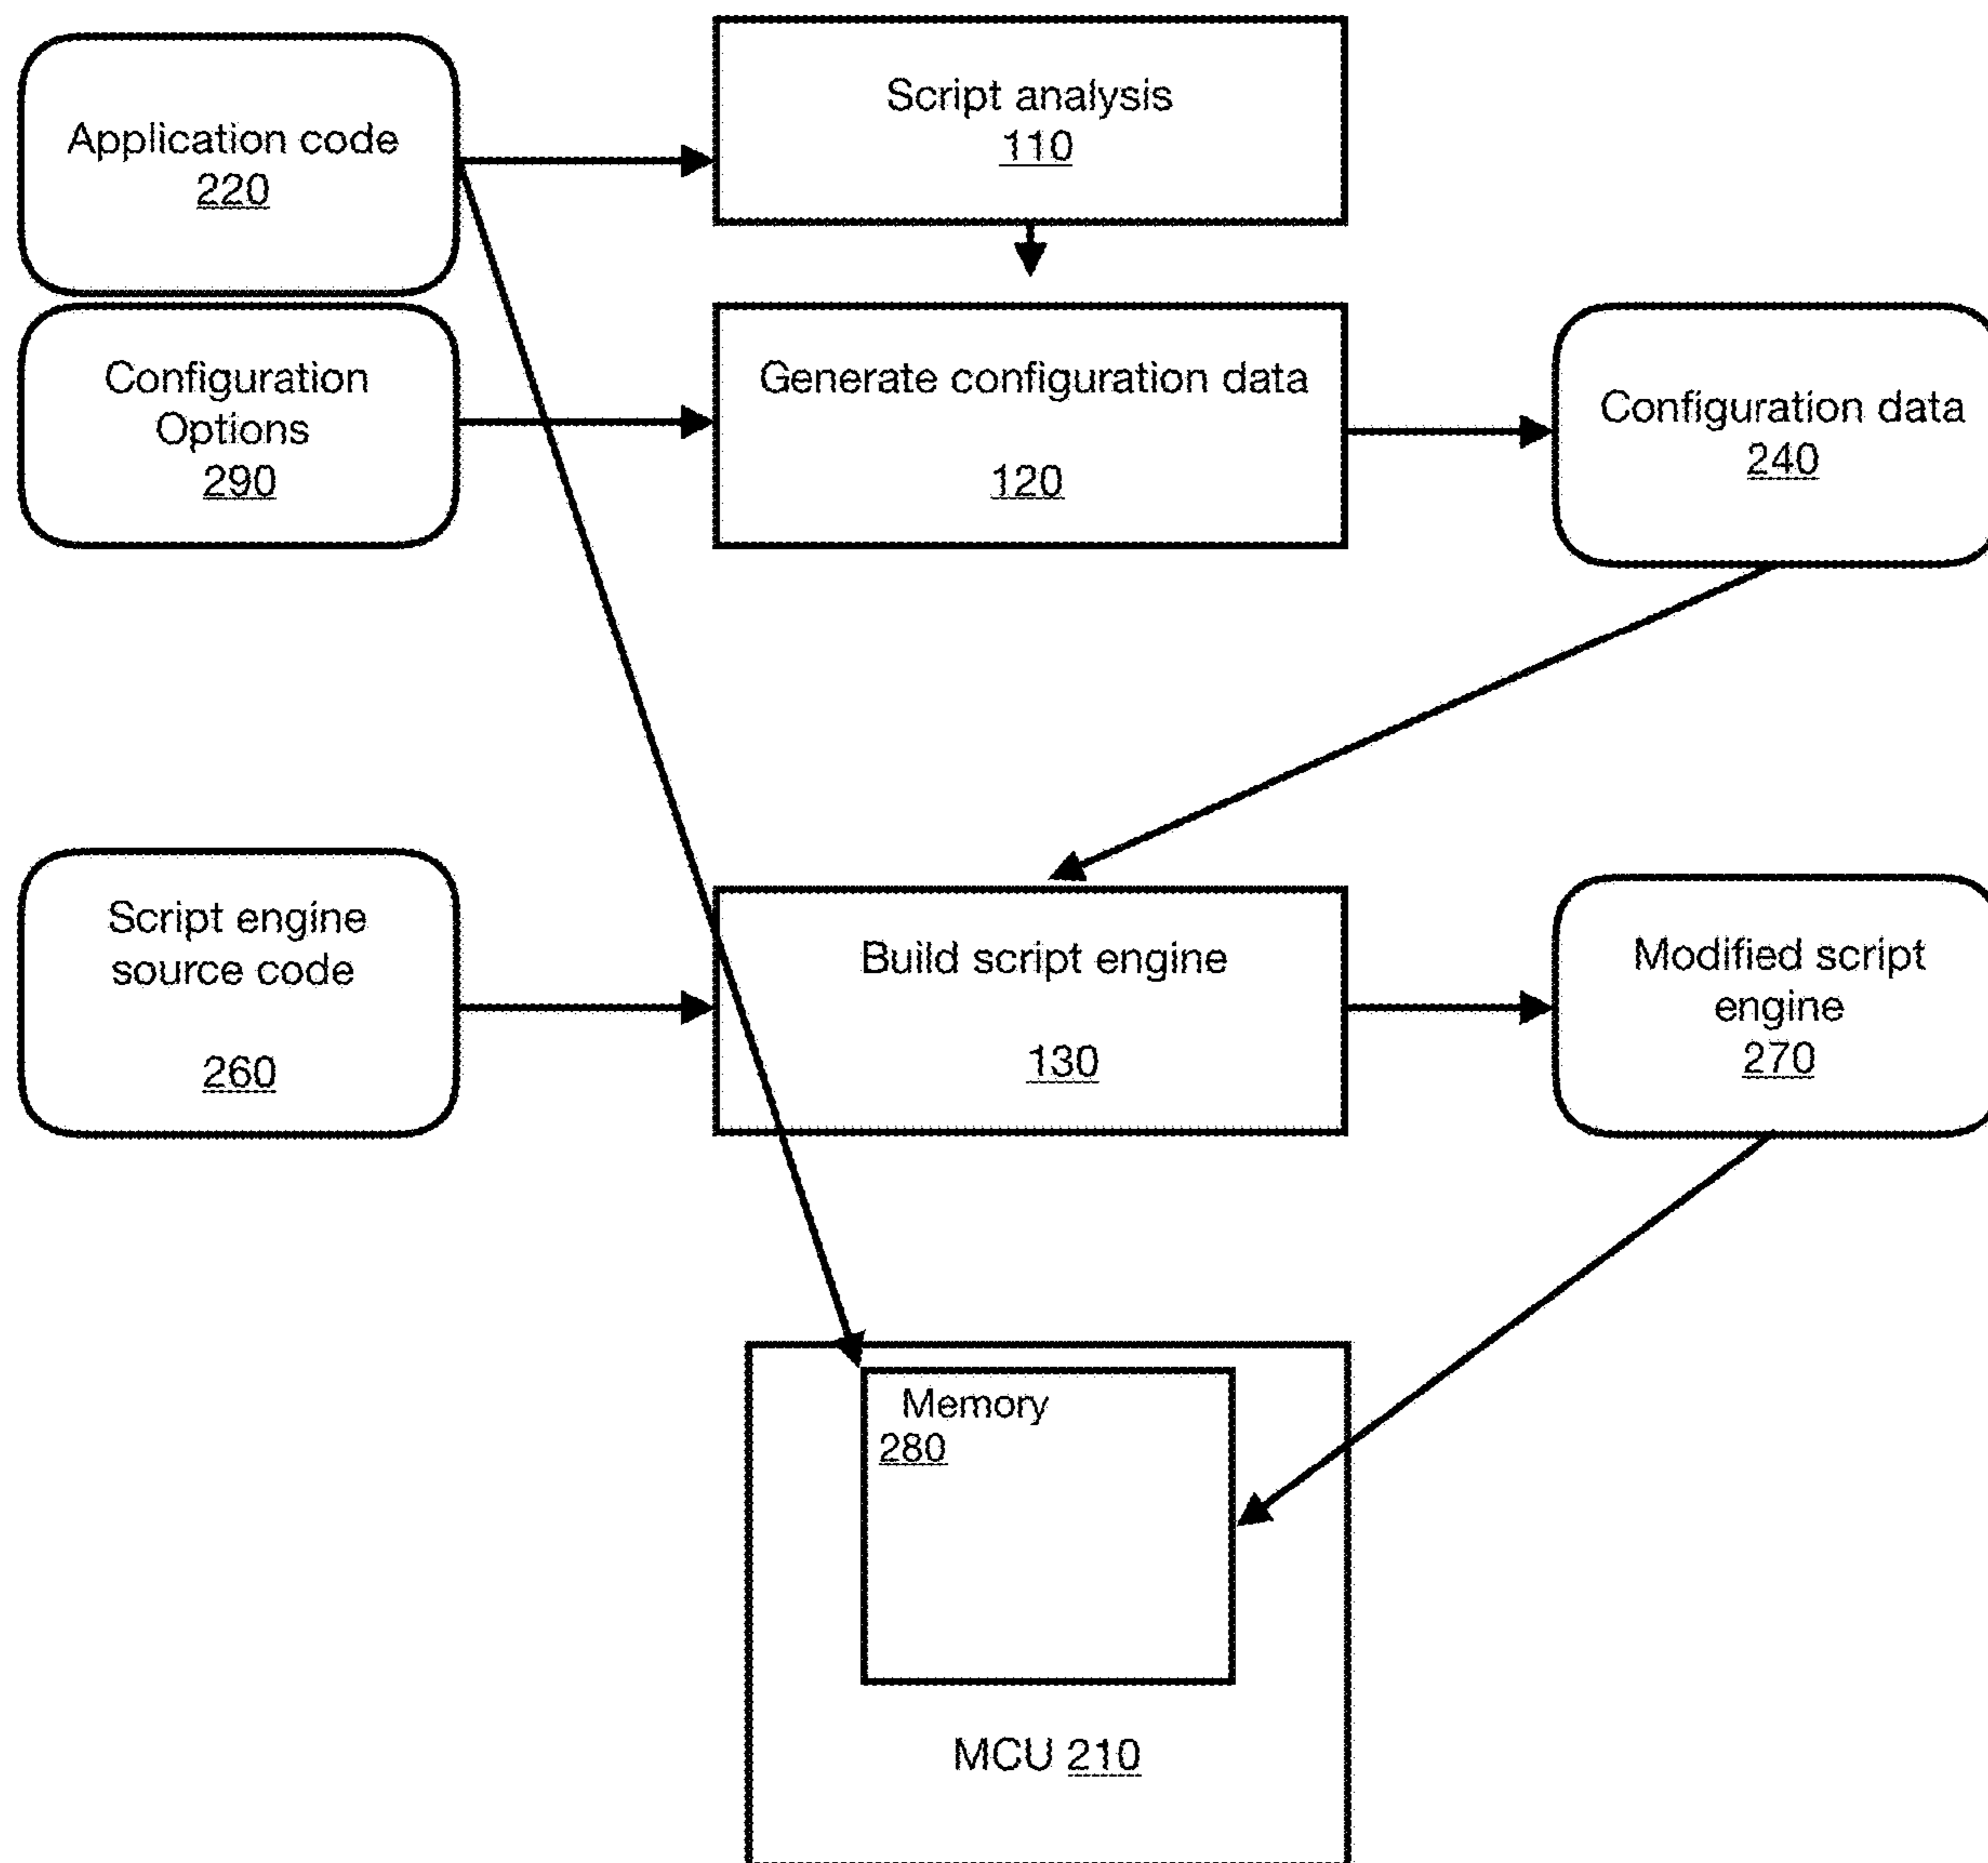 Application code
220
Script analysis
110
Configuration
Options
290
Generate configuration data
120
Configuration data
240
Script engine
source code
260
Build script engine
130
Modified script
engine
270
Memory
280
MCU 210